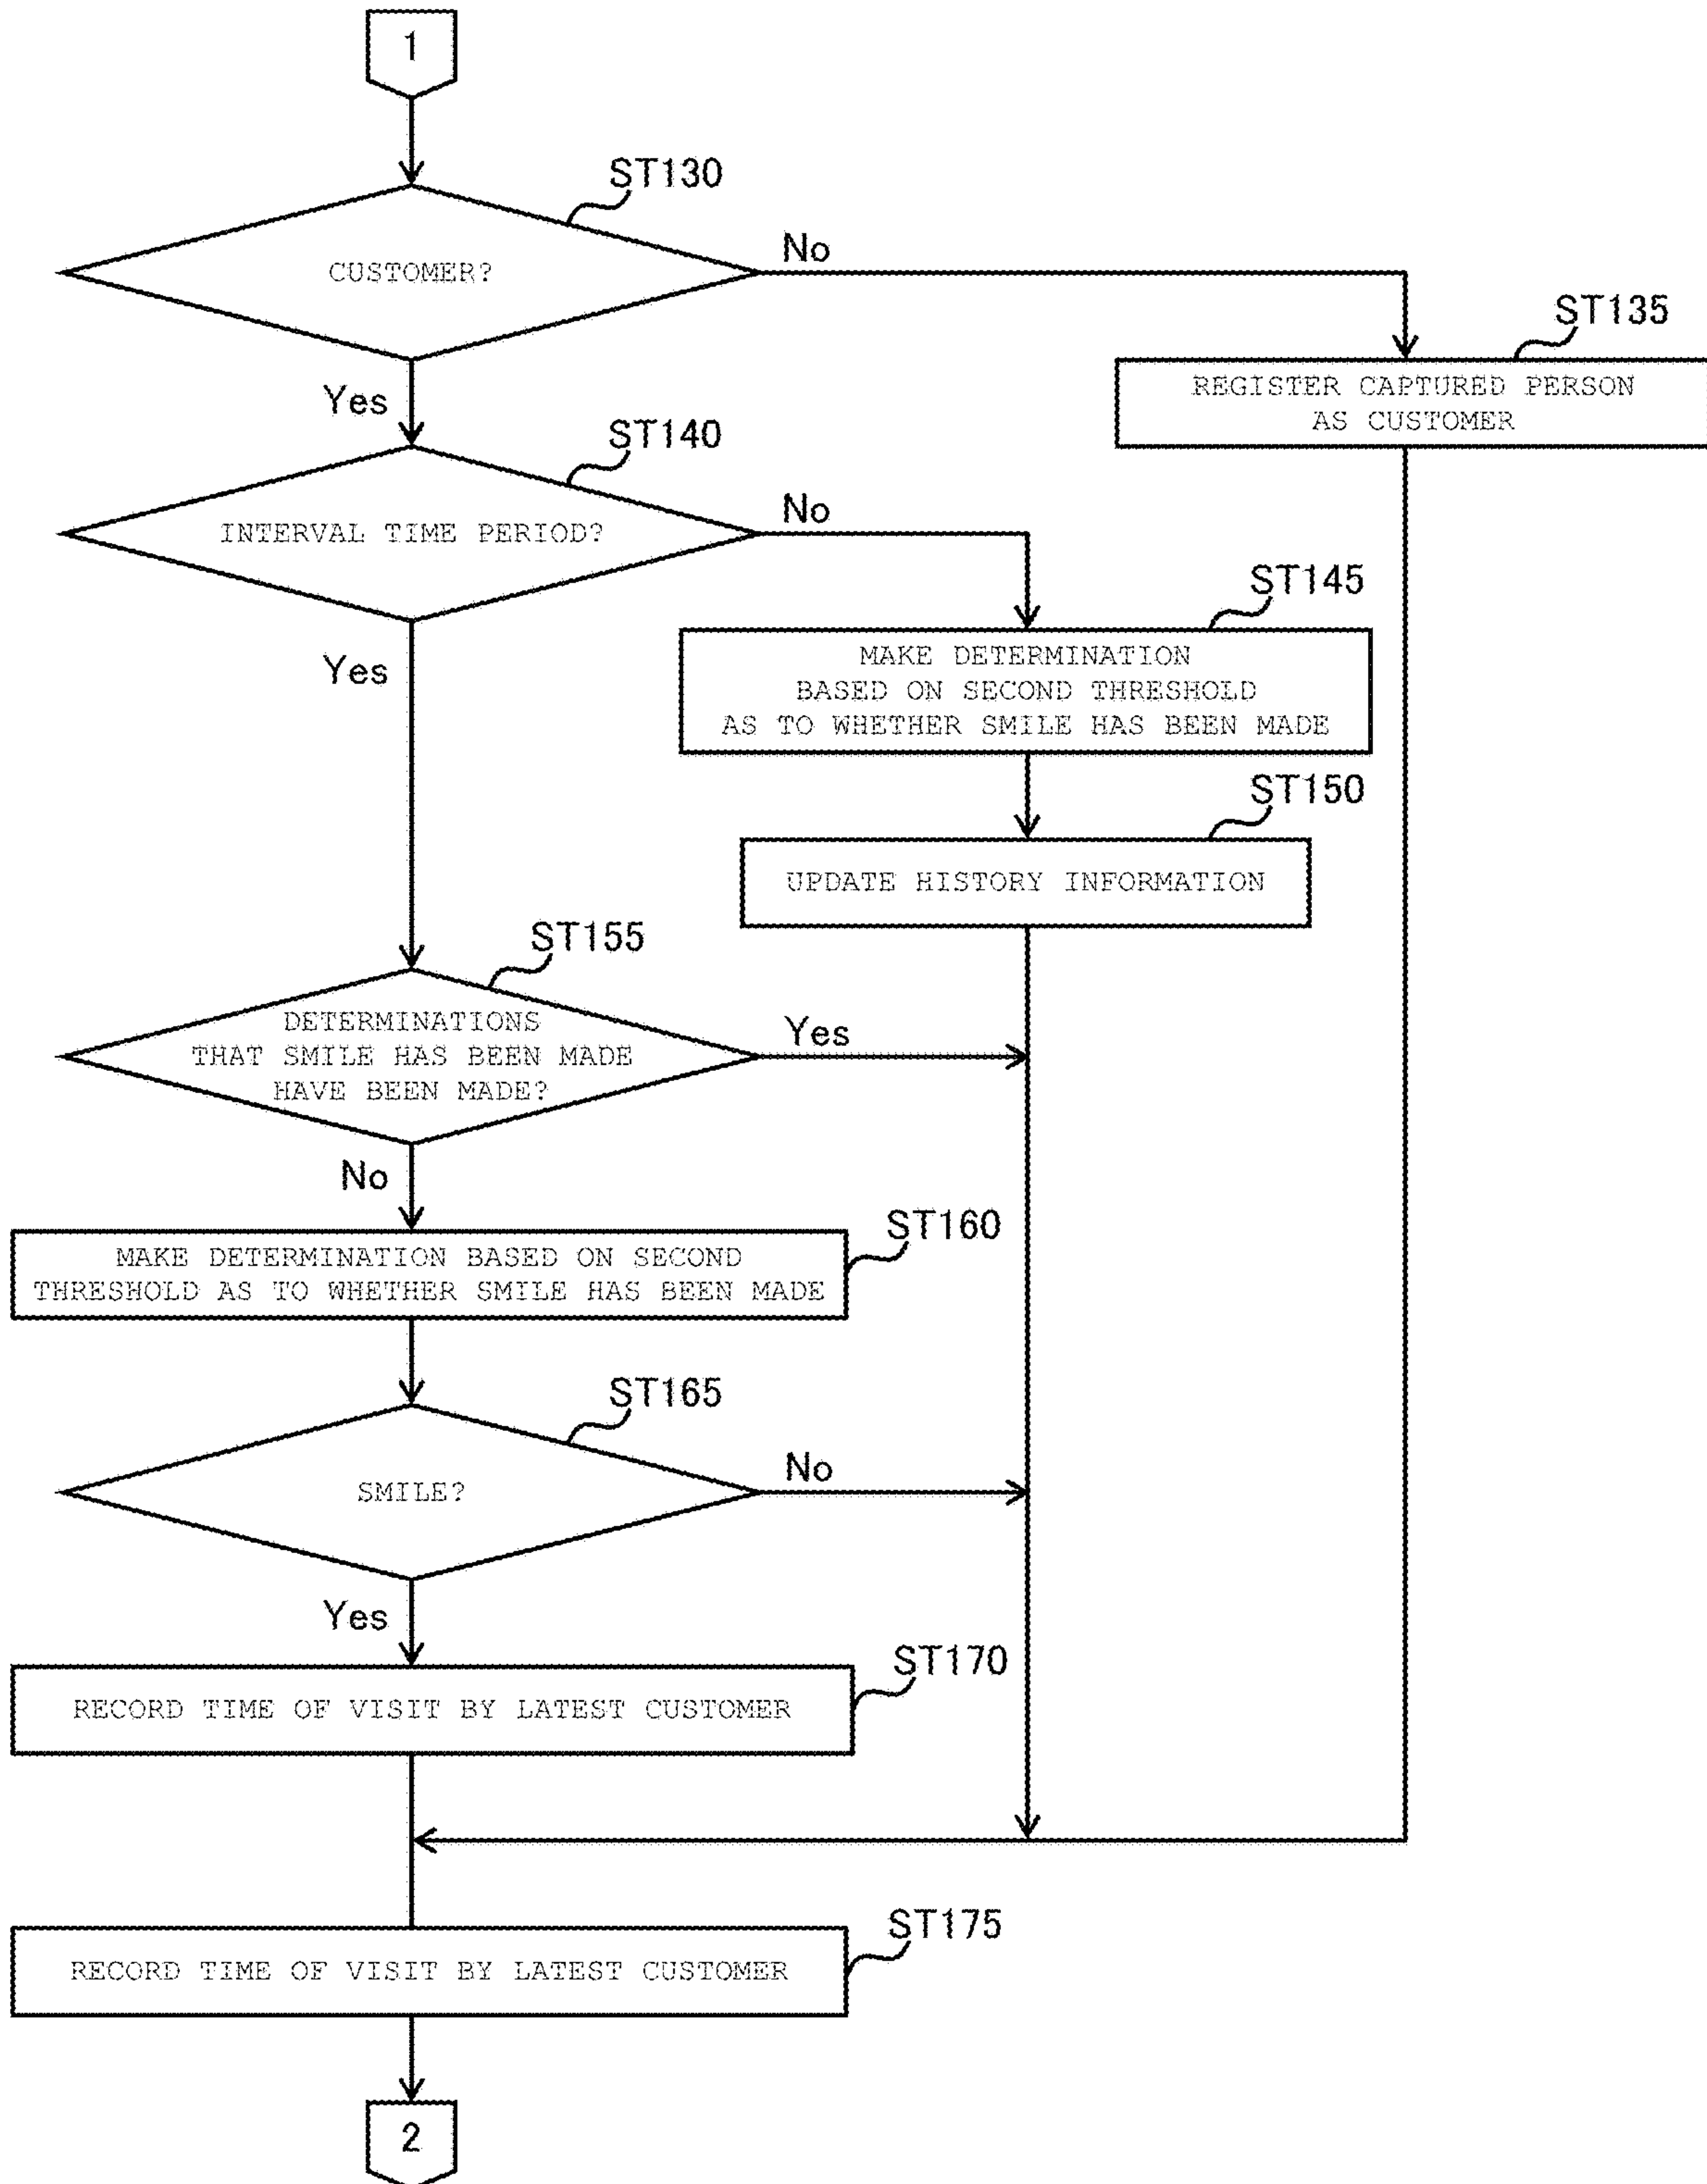 1
ST130
CUSTOMER?
No
ST135
REGISTER CAPTURED PERSON
AS CUSTOMER
Yes
ST140
INTERVAL TIME PERIOD?
No
ST145
MAKE DETERMINATION
BASED ON SECOND THRESHOLD
AS TO WHETHER SMILE HAS BEEN MADE
Yes
ST150
UPDATE HISTORY INFORMATION
ST155
DETERMINATIONS
THAT SMILE HAS BEEN MADE
HAVE BEEN MADE?
Yes
No
ST160
MAKE DETERMINATION BASED ON SECOND
THRESHOLD AS TO WHETHER SMILE HAS BEEN MADE
ST165
SMILE?
No
Yes
ST170
RECORD TIME OF VISIT BY LATEST CUSTOMER
ST175
RECORD TIME OF VISIT BY LATEST CUSTOMER
2